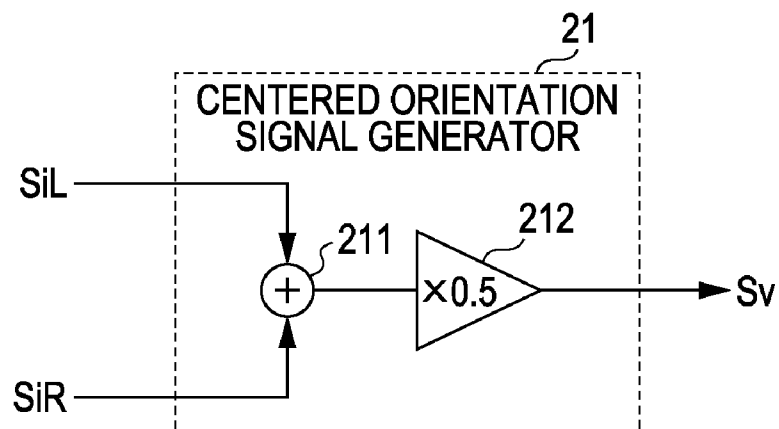 21
CENTERED ORIENTATION
SIGNAL GENERATOR
SiL
211
212
+
×0.5
Sv
SiR